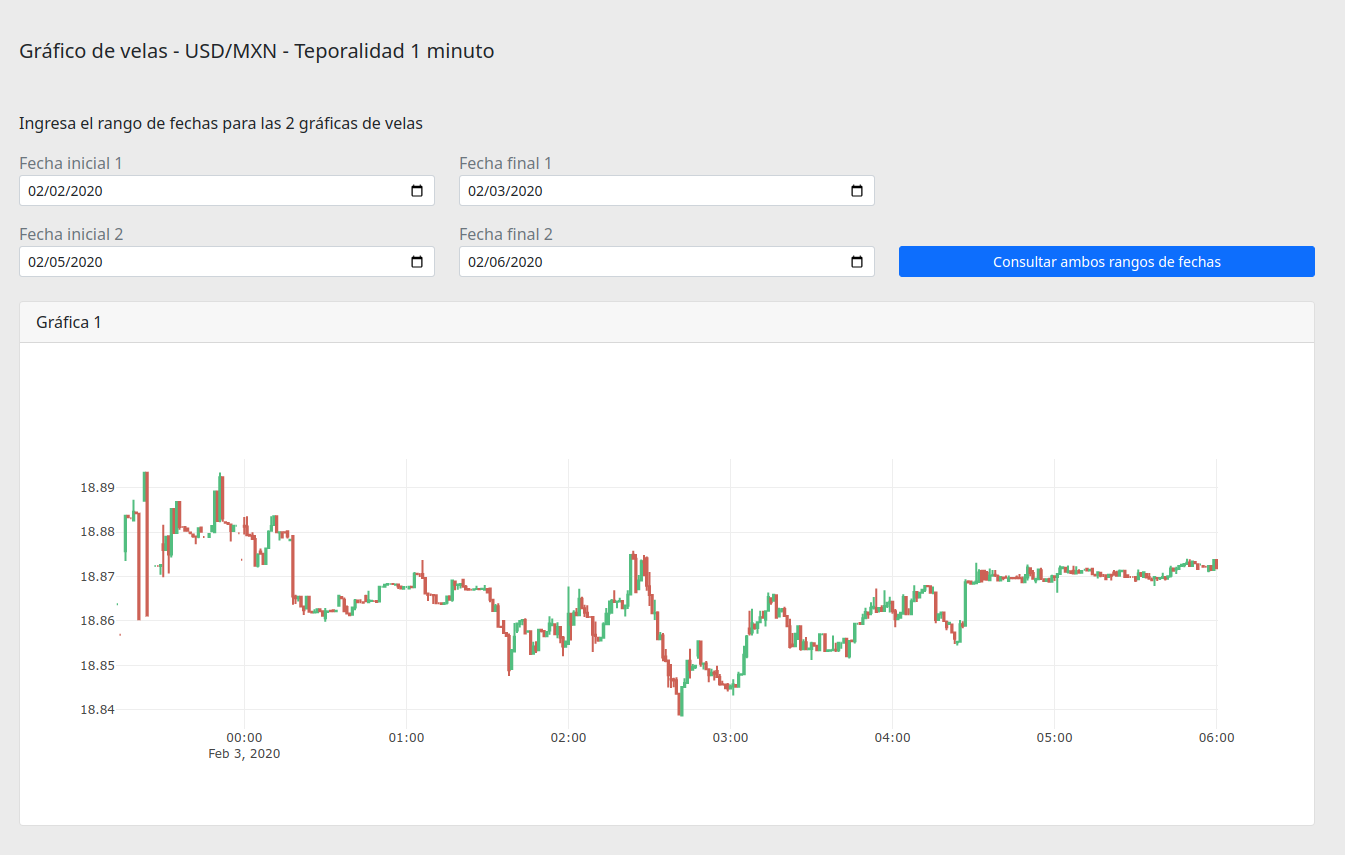 Gráfico de velas - USD/MXN - Teporalidad 1 minuto
Ingresa el rango de fechas para las 2 gráficas de velas
Fecha inicial 1
Fecha final 1
02/02/2020
02/03/2020
Fecha inicial 2
Fecha final 2
02/05/2020
02/06/2020
Consultar ambos rangos de fechas
Gráfica 1
18.89
18.88
18.87
18.86
18.85
18.84
00:00
01:00
02:00
03:00
04:00
05:00
06:00
Feb 3, 2020